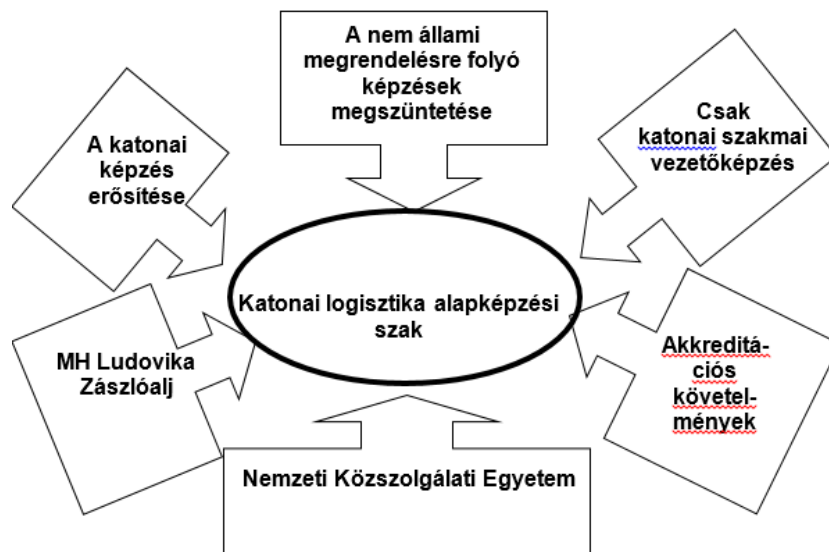 A nem állami
megrendelésre folyó
képzések
megszüntetése
A katonai
képzés
erősítése
Csak
katonai szakmai
vezetőképzés
Katonai logisztika alapképzési
szak
MH Ludovika
Zászlóalj
Akkreditá-
ciós
követel-
mények
Nemzeti Közszolgálati Egyetem